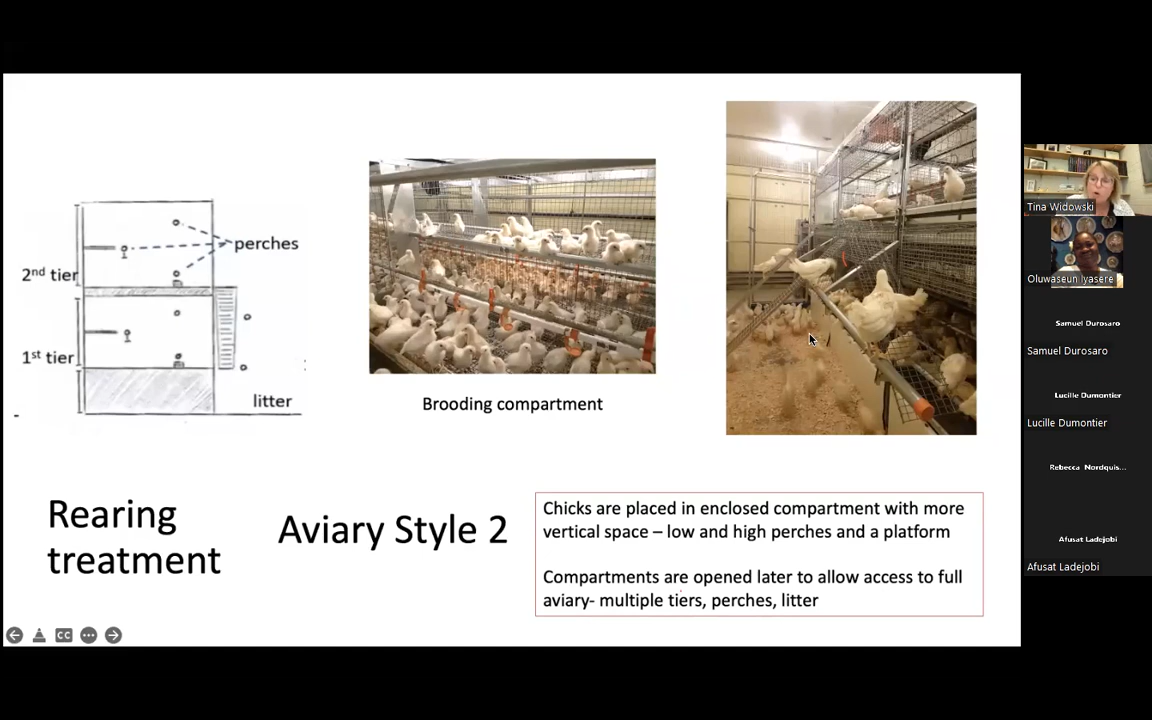 perches
2nd tier
1st tier
litter
Brooding compartment
Rearing
treatment
Aviary Style 2
Chicks are placed in enclosed compartment with more
vertical space – low and high perches and a platform
Compartments are opened later to allow access to full
aviary- multiple tiers, perches, litter
CC
Tina Widowski
Oluwaseun Iyasere
Samuel Durosaro
Samuel Durosaro
Lucille Dumontier
Lucille Dumontier
Rebecca Nordquis...
Afusat Ladejobi
Afusat Ladejobi